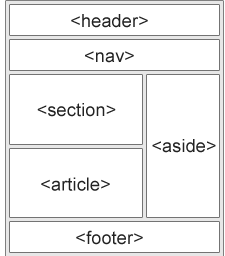 <header>
<nav>
<section>
<aside>
<article>
<footer>